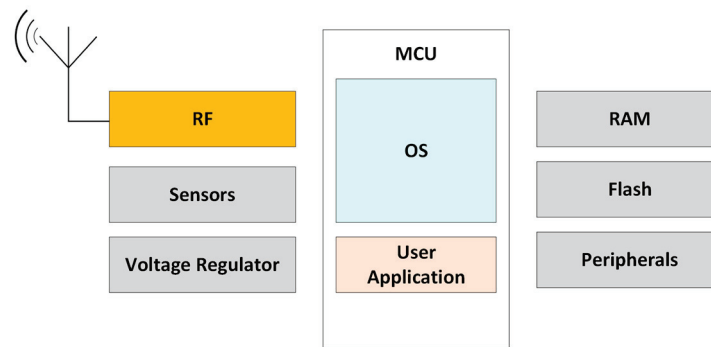 MCU
RF
OS
RAM
Sensors
Flash
Voltage Regulator
User
Application
Peripherals